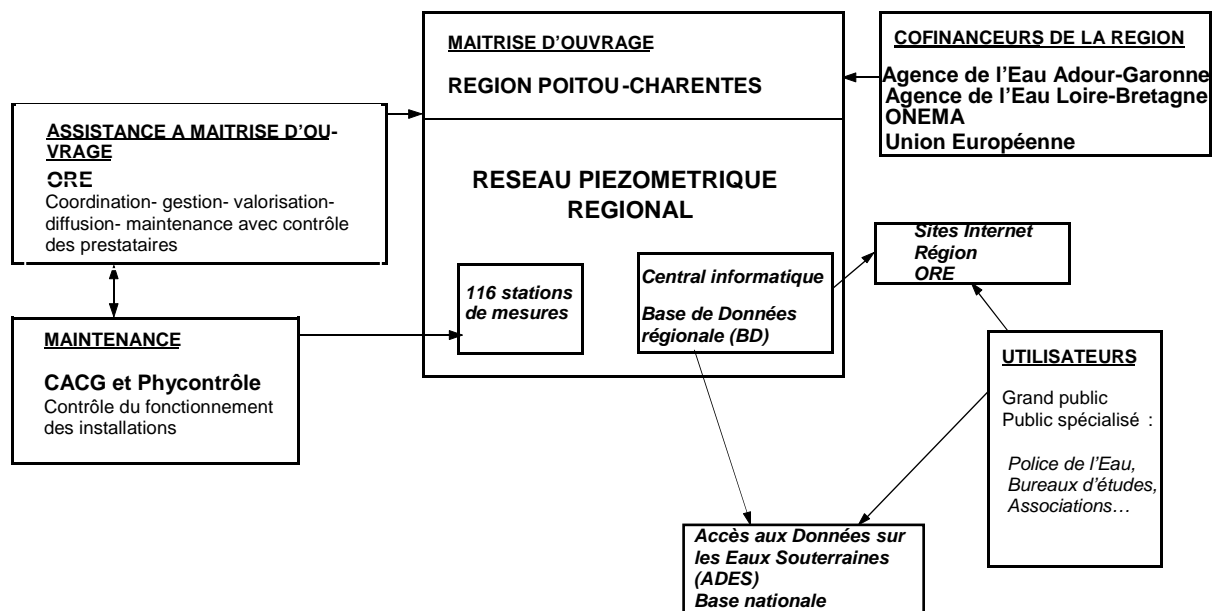 MAITRISE D'OUVRAGE
REGION POITOU-CHARENTES
COFINANCEURS DE LA REGION
Agence de l'Eau Adour-Garonne
Agence de l'Eau Loire-Bretagne
ONEMA
Union Européenne
ASSISTANCE A MAITRISE D'OU-
VRAGE
ORE
Coordination- gestion- valorisation-
diffusion- maintenance avec contrôle
des prestataires
RESEAU PIEZOMETRIQUE
REGIONAL
116 stations
de mesures
Central informatique
Base de Données
régionale (BD)
Sites Internet
Région
ORE
MAINTENANCE
CACG et Phycontrôle
Contrôle du fonctionnement
des installations
UTILISATEURS
Grand public
Public spécialisé :
Police de l'Eau,
Bureaux d'études,
Associations…
Accès aux Données sur
les Eaux Souterraines
(ADES)
Base nationale